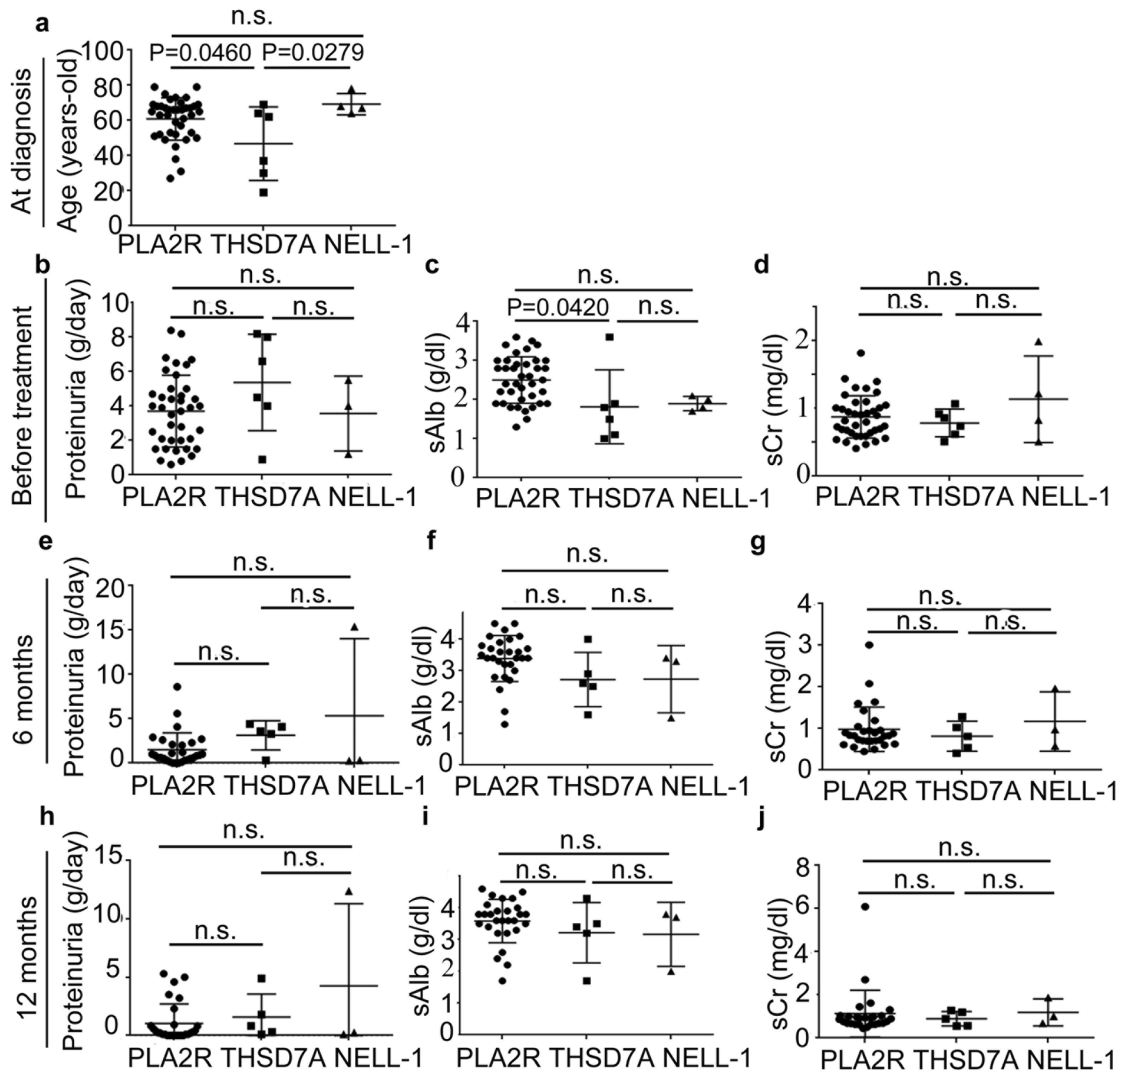 a
n.s.
P=0.0460 P=0.0279
At diagnosis
Age (years-old)
100
80
60
40
20
0
PLA2R THSD7A NELL-1
Before treatment
b
n.s.
n.s. n.s.
Proteinuria (g/day)
10
8
6
4
2
0
PLA2R THSD7A NELL-1
c
n.s.
P=0.0420 n.s.
sAlb (g/dl)
4
3
2
1
0
PLA2R THSD7A NELL-1
d
n.s.
n.s. n.s.
sCr (mg/dl)
2
1
0
PLA2R THSD7A NELL-1
6 months
e
n.s.
n.s.
n.s.
Proteinuria (g/day)
20
15
10
5
0
PLA2R THSD7A NELL-1
f
n.s.
n.s. n.s.
sAlb (g/dl)
4
3
2
1
0
PLA2R THSD7A NELL-1
g
n.s.
n.s. n.s.
sCr (mg/dl)
4
3
2
1
0
PLA2R THSD7A NELL-1
12 months
h
n.s.
n.s.
n.s.
Proteinuria (g/day)
15
10
5
0
PLA2R THSD7A NELL-1
i
n.s.
n.s. n.s.
sAlb (g/dl)
4
3
2
1
0
PLA2R THSD7A NELL-1
j
n.s.
n.s. n.s.
sCr (mg/dl)
8
6
4
2
0
PLA2R THSD7A NELL-1